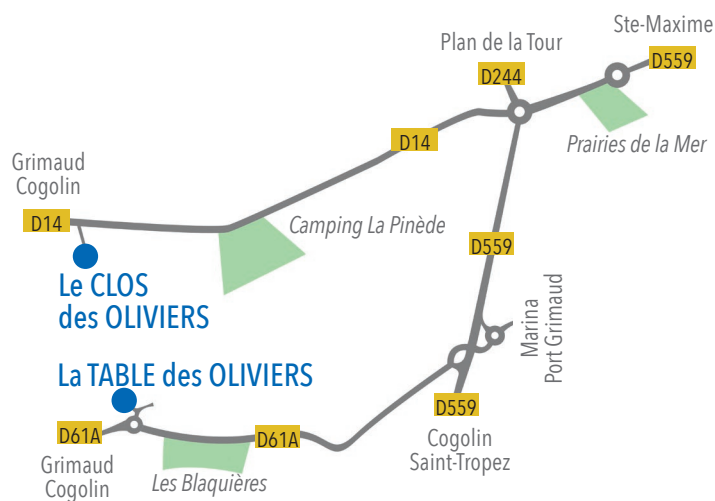 Ste-Maxime
Plan de la Tour
D559
D244
D14
Prairies de la Mer
Grimaud
Cogolin
D14
Camping La Pinède
D559
Le CLOS
des OLIVIERS
Marina
Port Grimaud
La TABLE des OLIVIERS
D559
D61A
D61A
Cogolin
Saint-Tropez
Grimaud
Cogolin
Les Blaquières